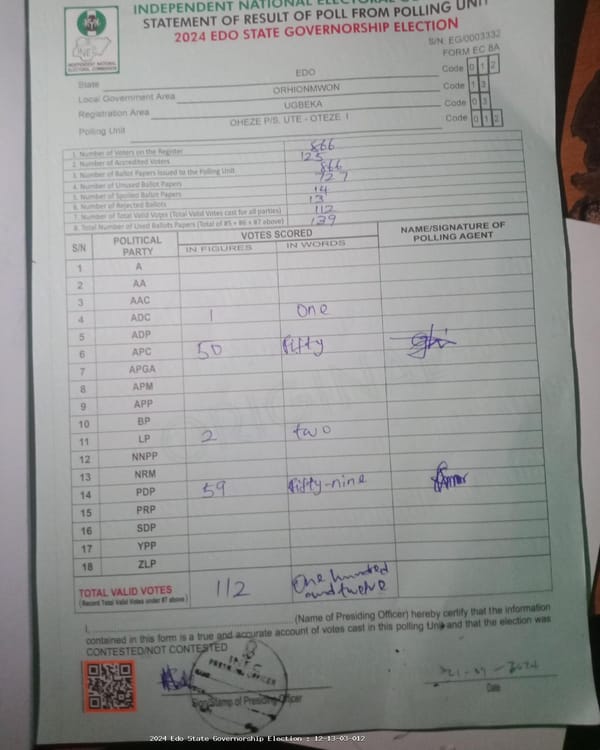 INDEPENDENT NATIONAL ELECTORAL
STATEMENT OF RESULT OF POLL FROM POLLING UNIT
2024 EDO STATE GOVERNORSHIP ELECTION
S/N: EG/0003332
FORM EC 8A
INDEPENDENT NATIONAL ELECTORAL COMMISSION
State EDO Code 0 1 2
Local Government Area ORHIONMWON Code 1 3
Registration Area UGBEKA Code 0 3
Polling Unit OHEZE P/S, UTE - OTEZE I Code 0 1 2
1. Number of Voters on the Register 866
2. Number of Accredited Voters 125
3. Number of Ballot Papers Issued to the Polling Unit 866
4. Number of Unused Ballot Papers 727
5. Number of Spoiled Ballot Papers 14
6. Number of Rejected Ballots 13
7. Number of Total Valid Votes (Total Valid Votes cast for all parties) 112
8. Total Number of Used Ballots Papers (Total of #5 + #6 + #7 above) 139
S/N POLITICAL PARTY VOTES SCORED NAME/SIGNATURE OF POLLING AGENT
IN FIGURES IN WORDS
1 A
2 AA
3 AAC
4 ADC 1 One
5 ADP
6 APC 50 Fifty
7 APGA
8 APM
9 APP
10 BP
11 LP 2 two
12 NNPP
13 NRM
14 PDP 59 Fifty-nine
15 PRP
16 SDP
17 YPP
18 ZLP
TOTAL VALID VOTES 112 One hundred and twelve
(Record Total Valid Votes under #7 above)
I, (Name of Presiding Officer) hereby certify that the information
contained in this form is a true and accurate account of votes cast in this polling Unit and that the election was
CONTESTED/NOT CONTESTED
INEC
PRESIDING OFFICER
Sign/Stamp of Presiding Officer
Date
2024 Edo State Governorship Election : 12-13-03-012